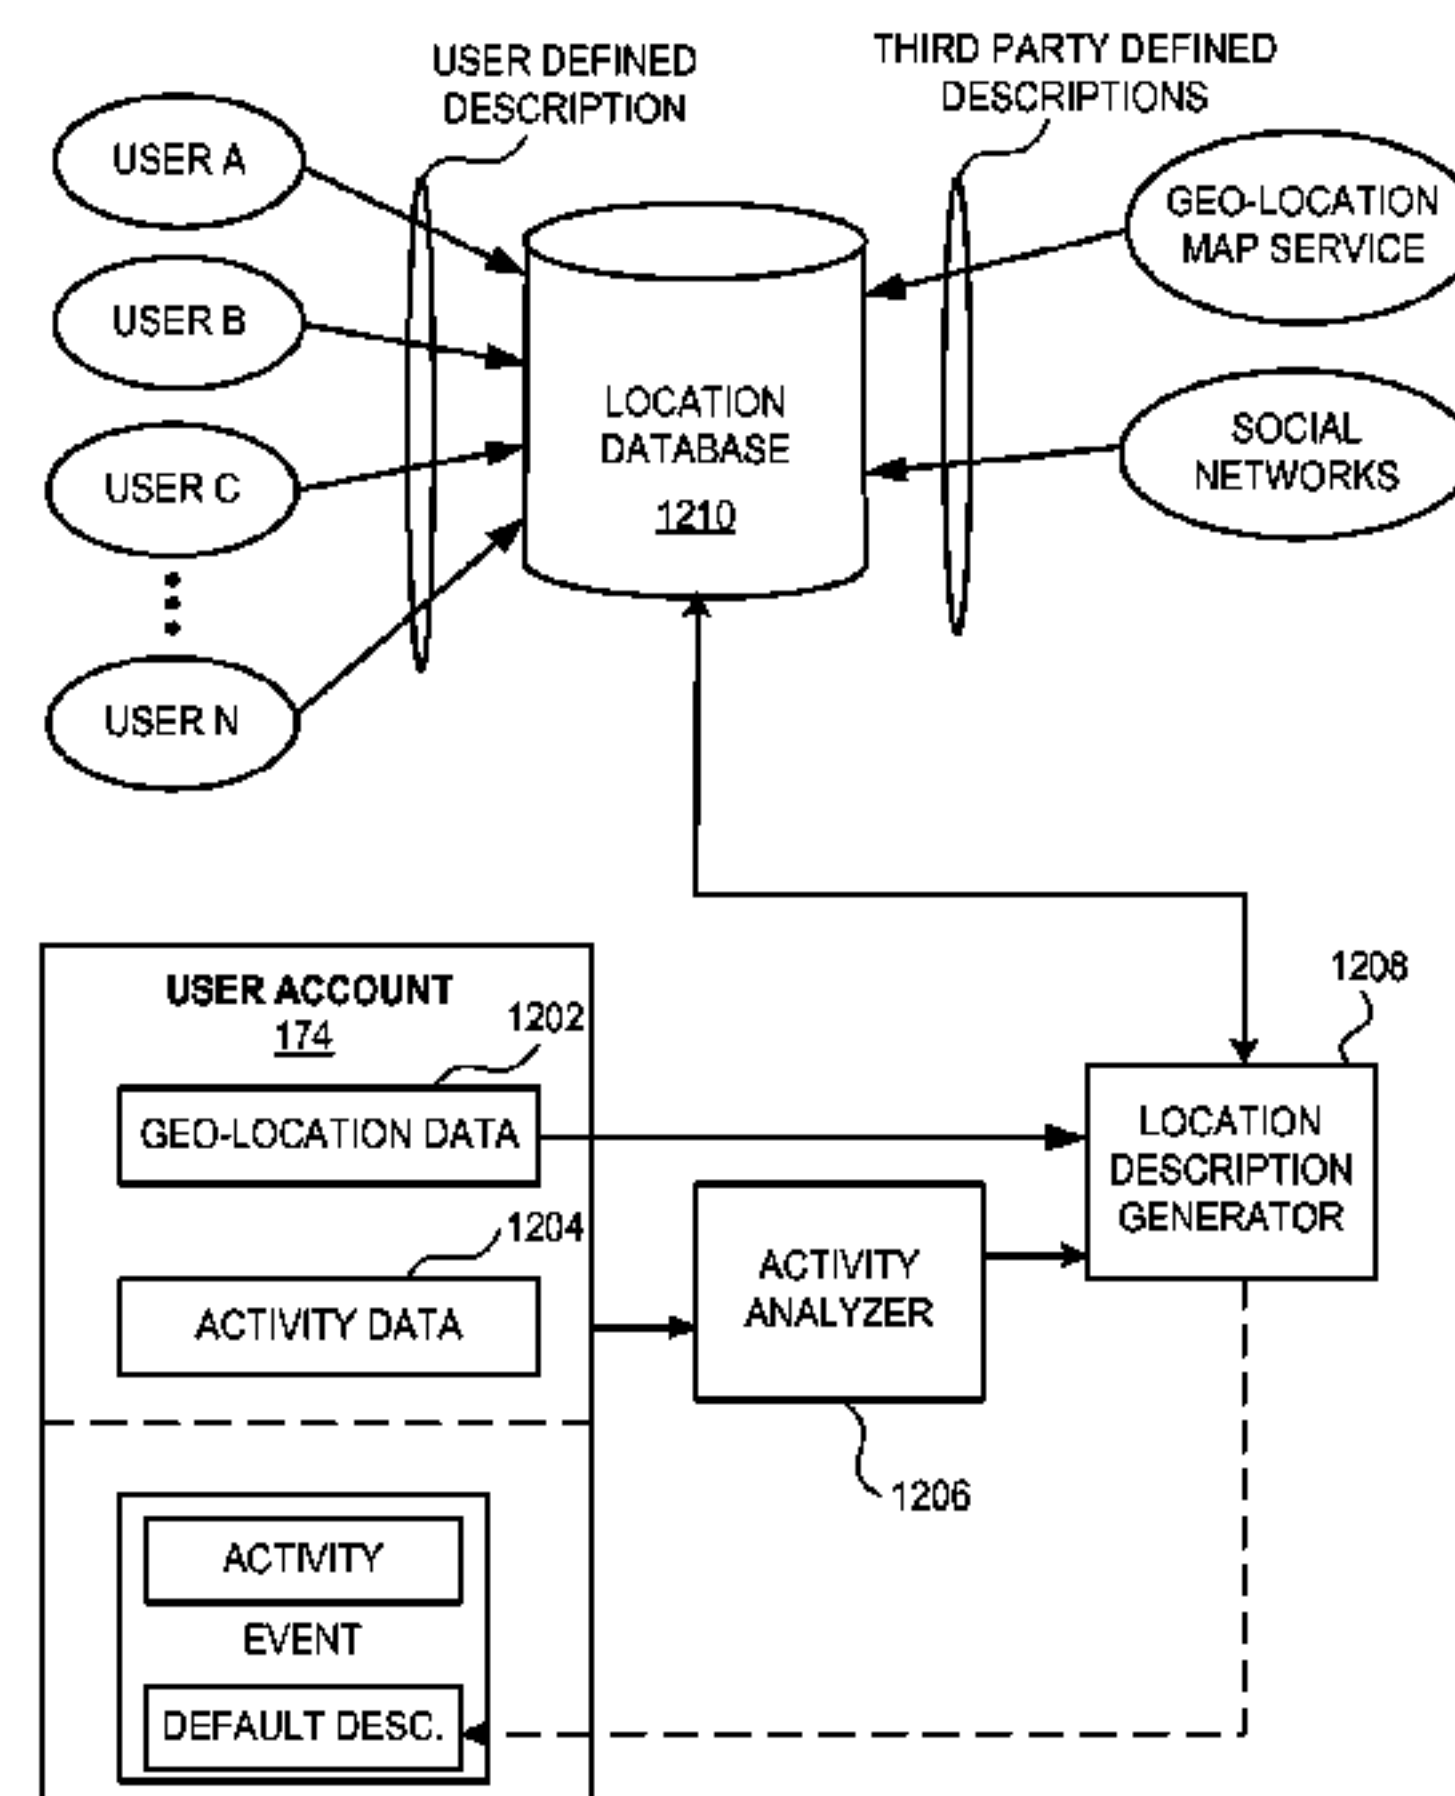 USER DEFINED
DESCRIPTION
THIRD PARTY DEFINED
DESCRIPTIONS
USER A
USER B
USER C
USER N
LOCATION
DATABASE
1210
GEO-LOCATION
MAP SERVICE
SOCIAL
NETWORKS
USER ACCOUNT
174
1202
GEO-LOCATION DATA
1204
ACTIVITY DATA
ACTIVITY
ANALYZER
1206
1208
LOCATION
DESCRIPTION
GENERATOR
ACTIVITY
EVENT
DEFAULT DESC.